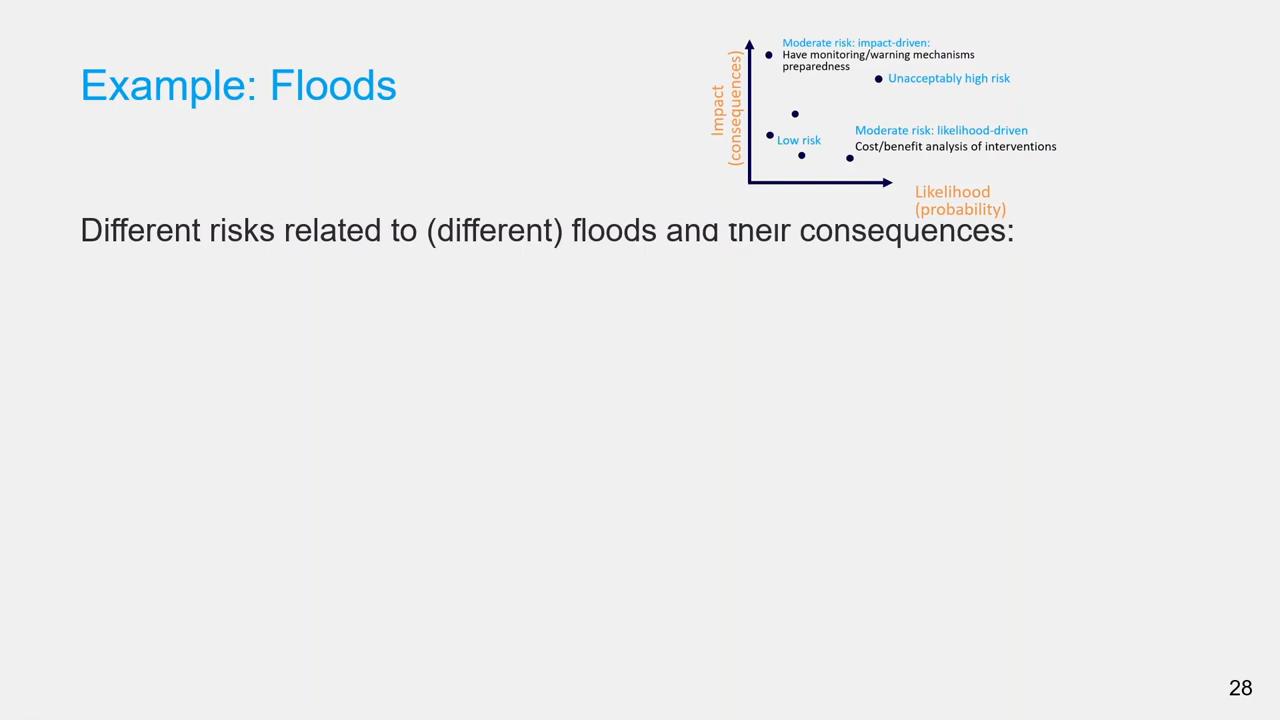 Example: Floods
Impact
(consequences)
Moderate risk: impact-driven:
Have monitoring/warning mechanisms
preparedness
Unacceptably high risk
Low risk
Moderate risk: likelihood-driven
Cost/benefit analysis of interventions
Likelihood
(probability)
Different risks related to (different) floods and their consequences:
28